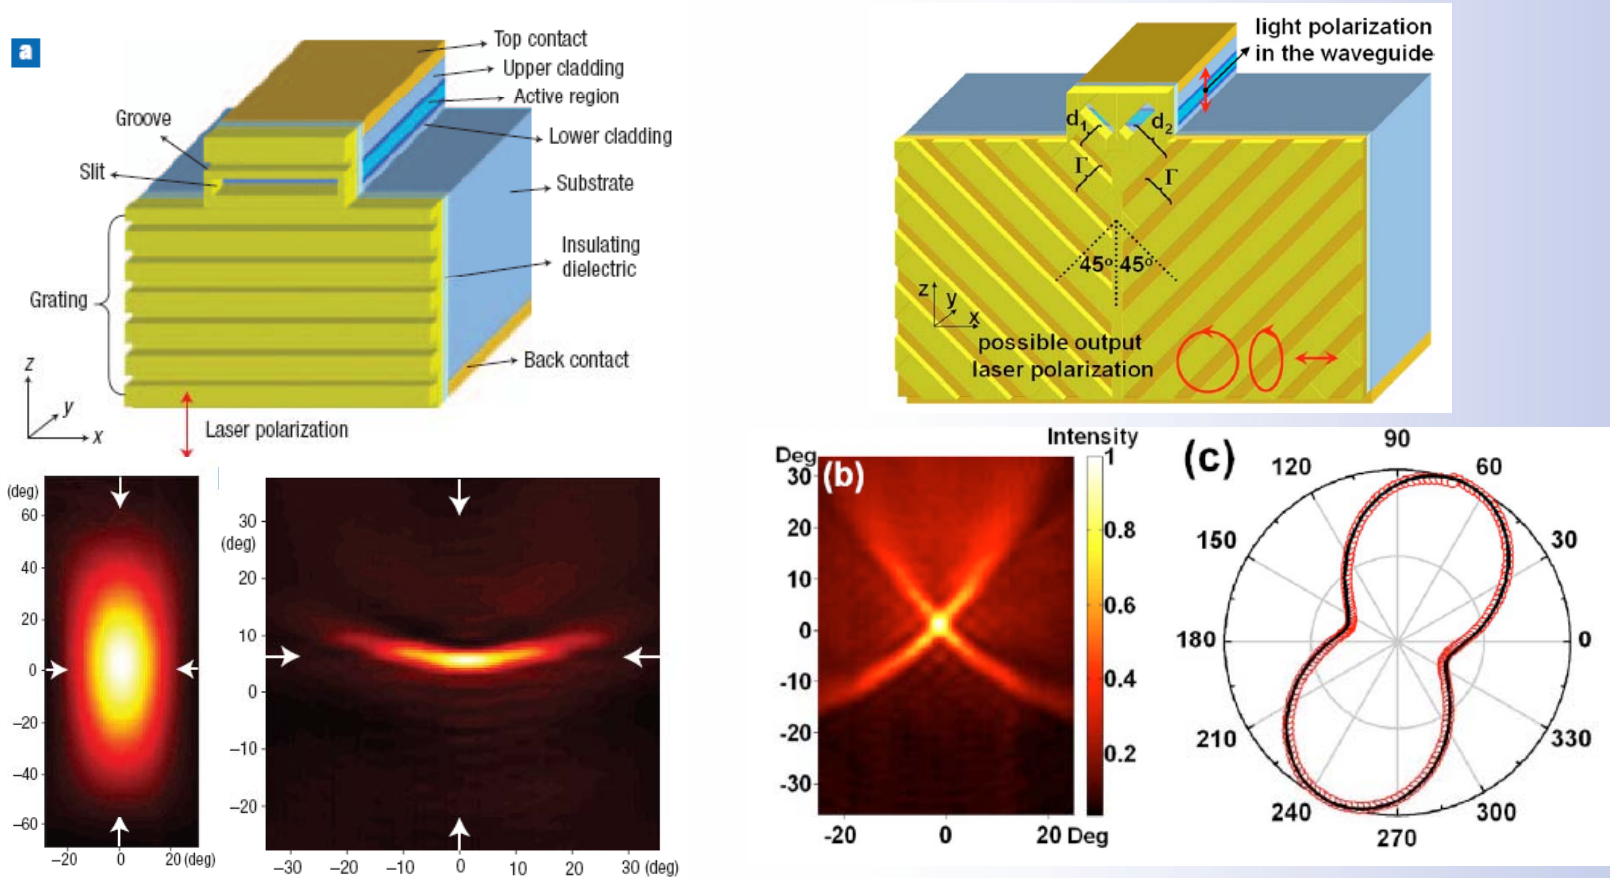 a
Top contact
Upper cladding
Active region
Groove
Lower cladding
Slit
Substrate
Insulating
dielectric
Grating
Back contact
z
y
x
Laser polarization
light polarization
in the waveguide
d1
d2
Γ
Γ
45° 45°
z
y
x
possible output
laser polarization
(deg)
60
40
20
0
−20
−40
−60
−20
0
20 (deg)
30
(deg)
20
10
0
−10
−20
−30
−20
−10
0
10
20
30 (deg)
Intensity
Deg
(b)
30
20
10
0
-10
-20
-30
-20
0
20 Deg
1
0.8
0.6
0.4
0.2
(c)
90
120
60
150
30
180
0
210
330
240
300
270